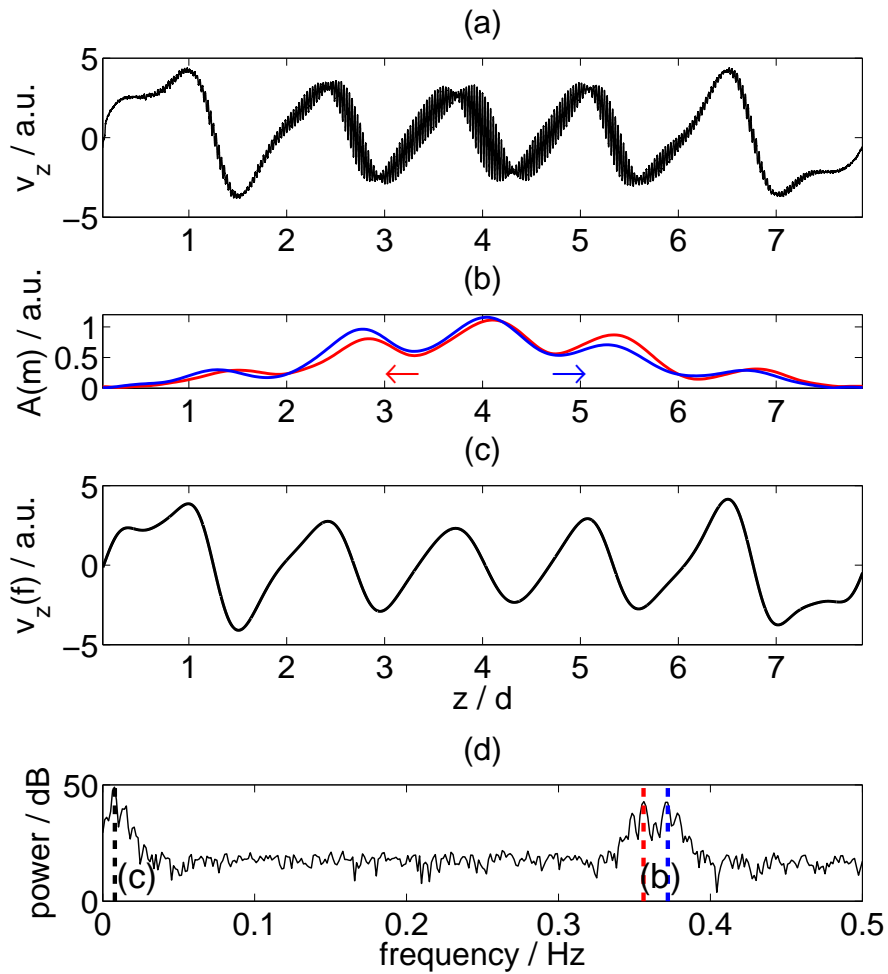 (a)
v_z / a.u.
5
0
−5
1 2 3 4 5 6 7
(b)
A(m) / a.u.
1
0.5
0
1 2 3 4 5 6 7
(c)
v_z(f) / a.u.
5
0
−5
1 2 3 4 5 6 7
z / d
(d)
power / dB
50
0
(c)
(b)
0 0.1 0.2 0.3 0.4 0.5
frequency / Hz